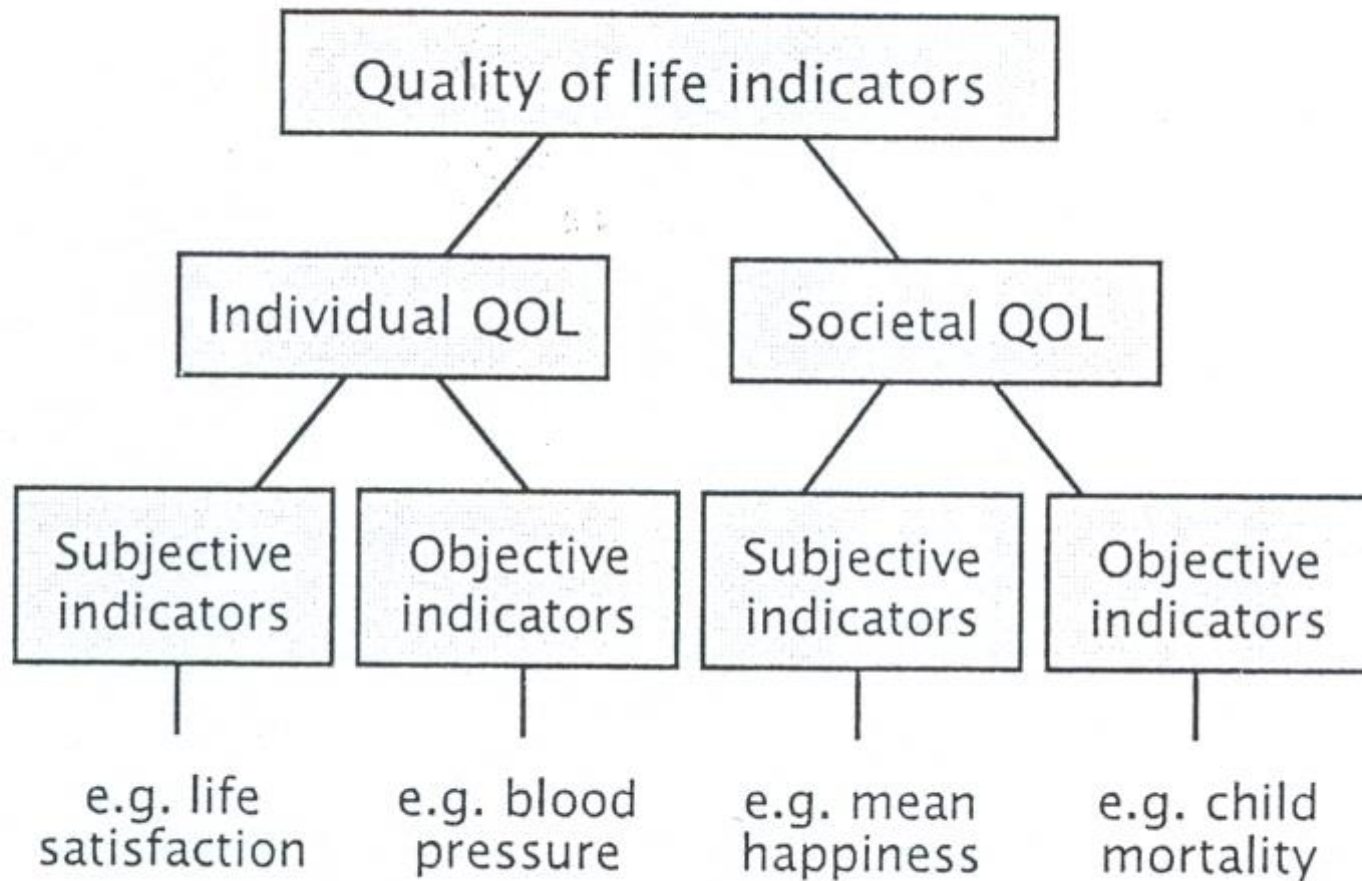 Quality of life indicators
Individual QOL
Societal QOL
Subjective
indicators
Objective
indicators
Subjective
indicators
Objective
indicators
e.g. life
satisfaction
e.g. blood
pressure
e.g. mean
happiness
e.g. child
mortality